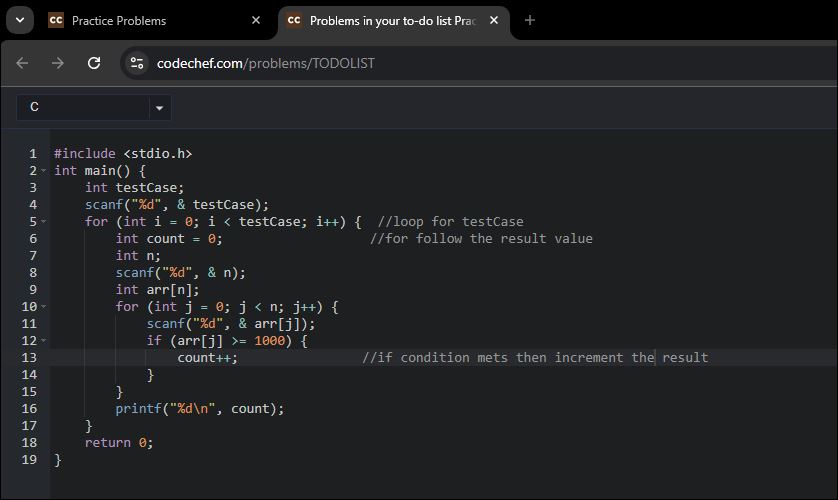 CC Practice Problems
CC Problems in your to-do list Prac
codechef.com/problems/TODOLIST
C
1 #include <stdio.h>
2 int main() {
3 int testCase;
4 scanf("%d", & testCase);
5 for (int i = 0; i < testCase; i++) { //loop for testCase
6 int count = 0; //for follow the result value
7 int n;
8 scanf("%d", & n);
9 int arr[n];
10 for (int j = 0; j < n; j++) {
11 scanf("%d", & arr[j]);
12 if (arr[j] >= 1000) {
13 count++; //if condition mets then increment the result
14 }
15 }
16 printf("%d\n", count);
17 }
18 return 0;
19 }